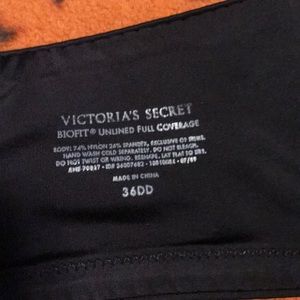 VICTORIA'S SECRET
BIOFIT® UNLINED FULL COVERAGE
BODY: 74% NYLON 26% SPANDEX, EXCLUSIVE OF TRIMS.
HAND WASH COLD SEPARATELY. DO NOT BLEACH.
DO NOT TWIST OR WRING. RESHAPE, LAY FLAT TO DRY.
MADE IN CHINA
36DD